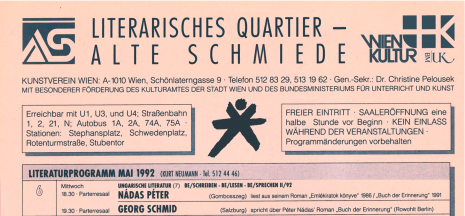 AS
LITERARISCHES QUARTIER –
ALTE SCHMIEDE
WIEN
KULTUR
KUNSTVEREIN WIEN: A-1010 Wien, Schönlaterngasse 9 · Telefon 512 83 29, 513 19 62 · Gen.-Sekr.: Dr. Christine Pelousek
MIT BESONDERER FÖRDERUNG DES KULTURAMTES DER STADT WIEN UND DES BUNDESMINISTERIUMS FÜR UNTERRICHT UND KUNST
Erreichbar mit U1, U3, und U4; Straßenbahn
1, 2, 21, N; Autobus 1A, 2A, 74A, 75A ·
Stationen: Stephansplatz, Schwedenplatz,
Rotenturmstraße, Stubentor
FREIER EINTRITT · SAALERÖFFNUNG eine
halbe Stunde vor Beginn · KEIN EINLASS
WÄHREND DER VERANSTALTUNGEN ·
Programmänderungen vorbehalten
LITERATURPROGRAMM MAI 1992 (KURT NEUMANN - Tel. 512 44 46)
6 Mittwoch UNGARISCHE LITERATUR (7) BE/SCHREIBEN - BE/LESEN - BE/SPRECHEN II/92
18.30 Parterresaal NÁDAS PÉTER (Gombosszeg) liest aus seinem Roman „Emlékiratok könyve" 1986 / „Buch der Erinnerung" 1991
19.30 Parterresaal GEORG SCHMID (Salzburg) spricht über Péter Nádas' Roman „Buch der Erinnerung" (Rowohlt Berlin)